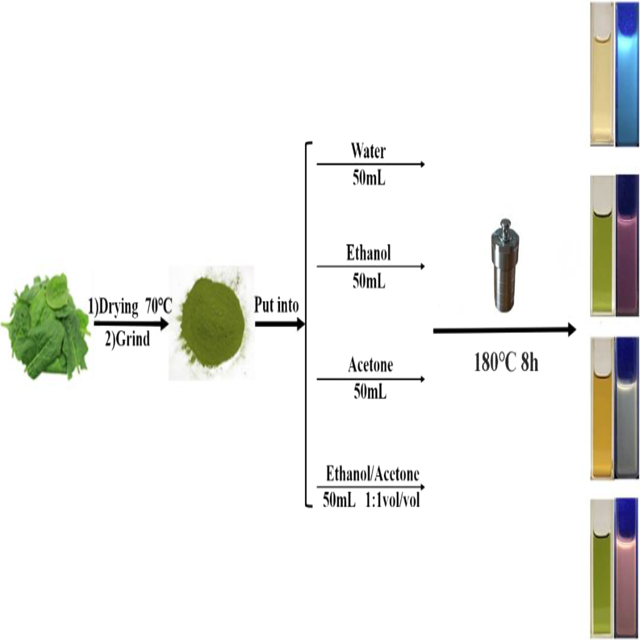 1)Drying 70℃
2)Grind
Put into
Water
50mL
Ethanol
50mL
Acetone
50mL
Ethanol/Acetone
50mL 1:1vol/vol
180℃ 8h